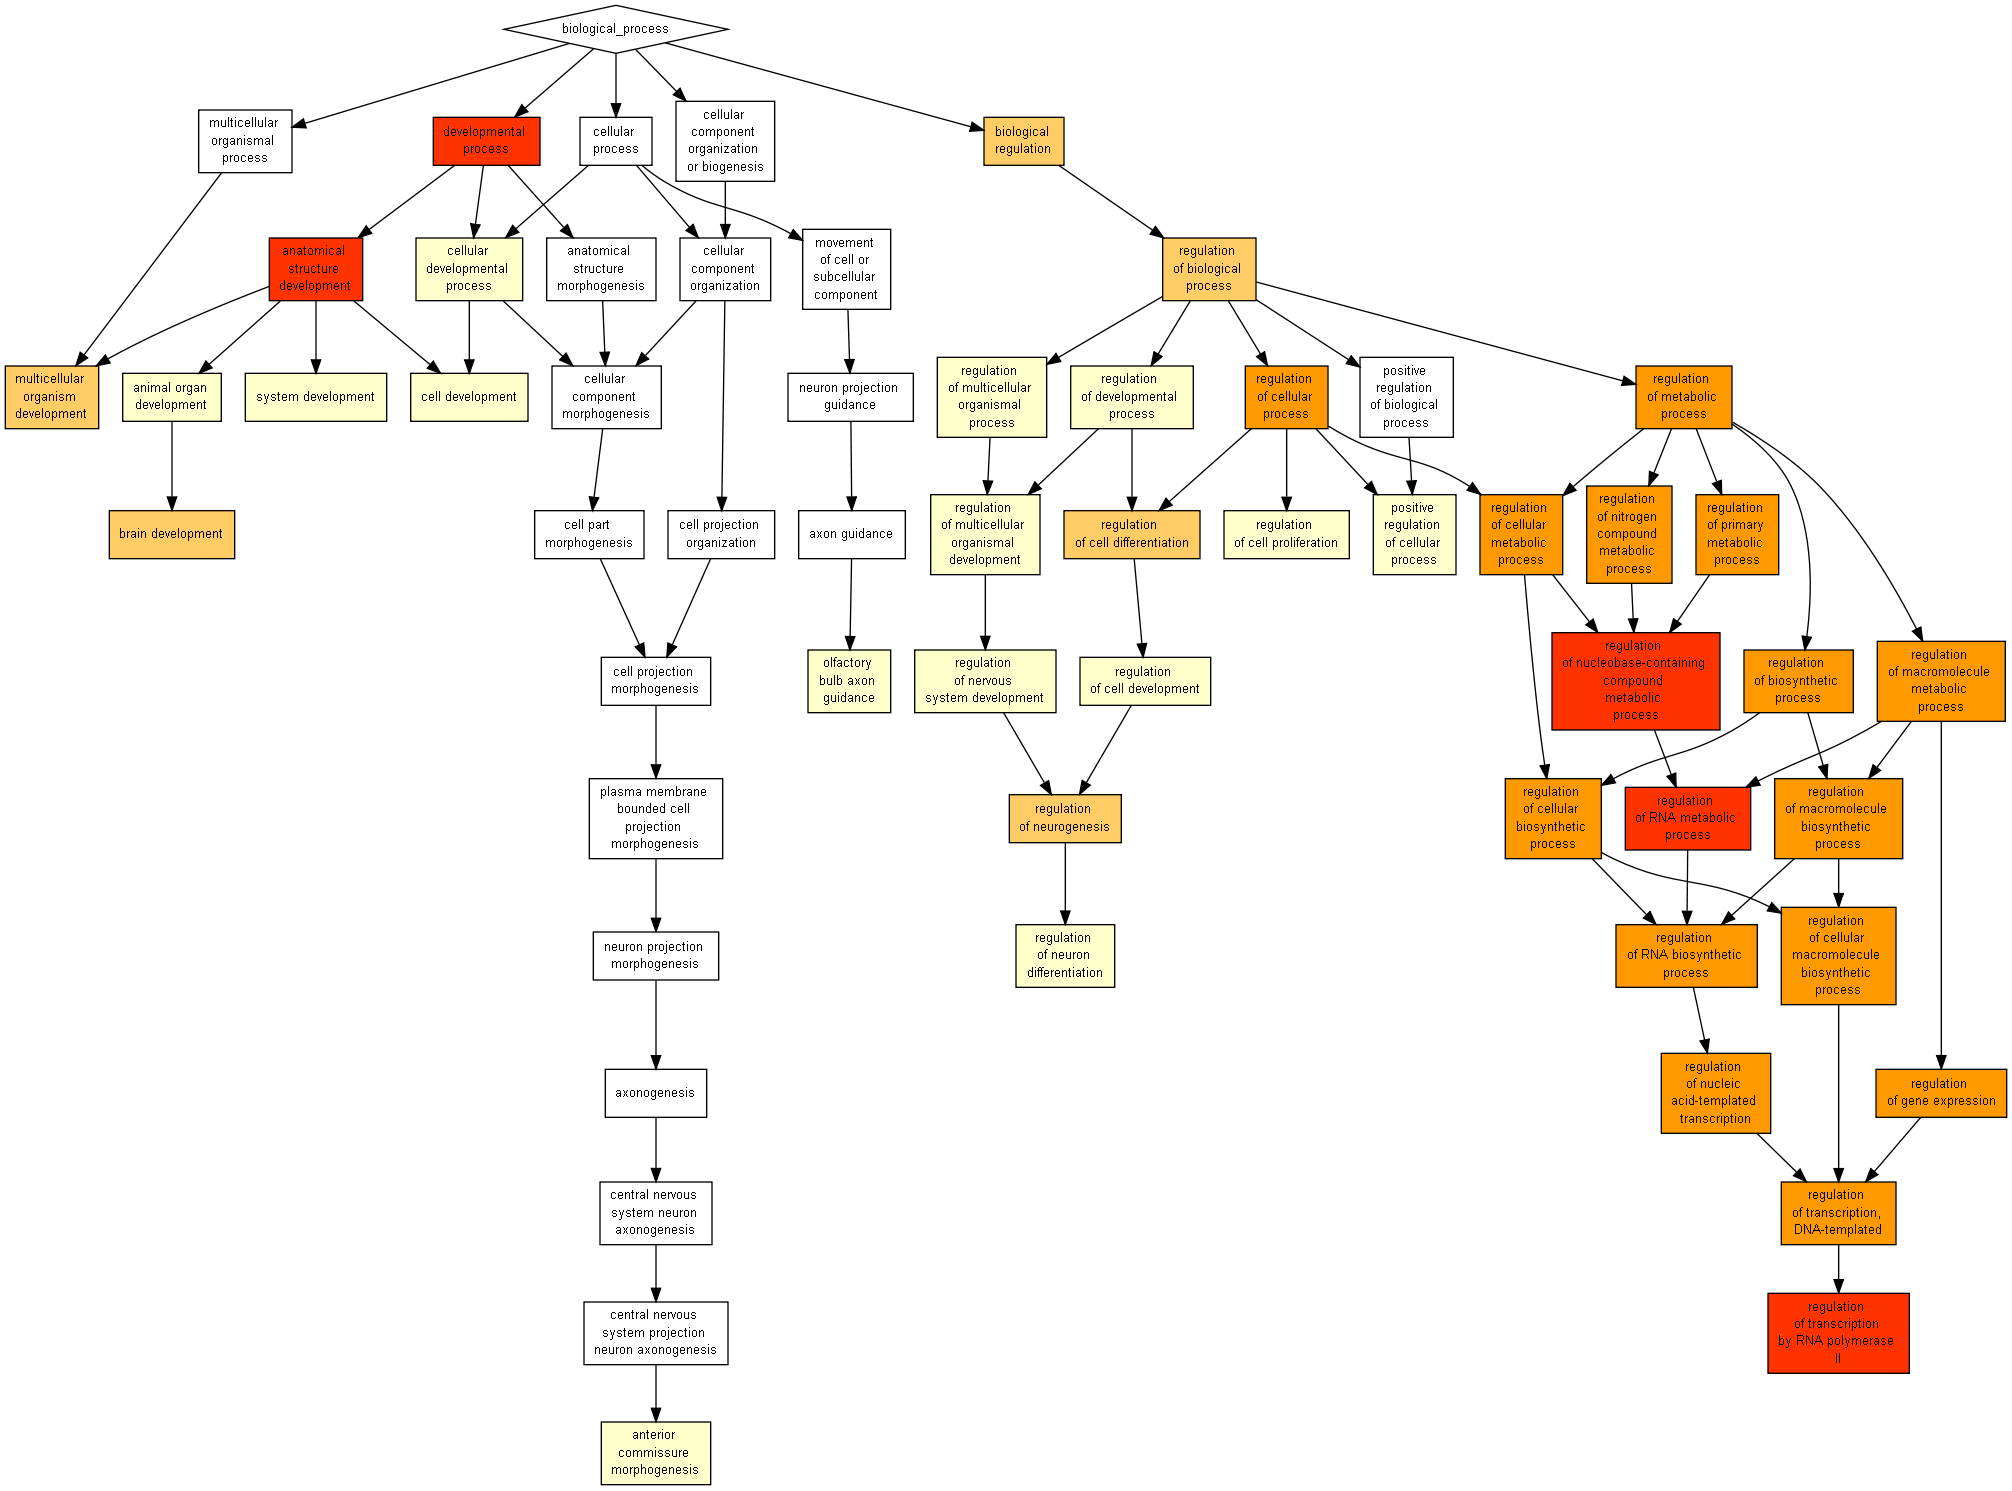 biological_process
multicellular
organismal
process
developmental
process
cellular
process
cellular
component
organization
or biogenesis
biological
regulation
anatomical
structure
development
cellular
developmental
process
anatomical
structure
morphogenesis
cellular
component
organization
movement
of cell or
subcellular
component
regulation
of biological
process
multicellular
organism
development
animal organ
development
system development
cell development
cellular
component
morphogenesis
neuron projection
guidance
regulation
of multicellular
organismal
process
regulation
of developmental
process
regulation
of cellular
process
positive
regulation
of biological
process
regulation
of metabolic
process
brain development
cell part
morphogenesis
cell projection
organization
axon guidance
regulation
of multicellular
organismal
development
regulation
of cell differentiation
regulation
of cell proliferation
positive
regulation
of cellular
process
regulation
of cellular
metabolic
process
regulation
of nitrogen
compound
metabolic
process
regulation
of primary
metabolic
process
cell projection
morphogenesis
olfactory
bulb axon
guidance
regulation
of nervous
system development
regulation
of cell development
regulation
of nucleobase-containing
compound
metabolic
process
regulation
of biosynthetic
process
regulation
of macromolecule
metabolic
process
plasma membrane
bounded cell
projection
morphogenesis
regulation
of neurogenesis
regulation
of cellular
biosynthetic
process
regulation
of RNA metabolic
process
regulation
of macromolecule
biosynthetic
process
neuron projection
morphogenesis
regulation
of neuron
differentiation
regulation
of RNA biosynthetic
process
regulation
of cellular
macromolecule
biosynthetic
process
axonogenesis
regulation
of nucleic
acid-templated
transcription
regulation
of gene expression
central nervous
system neuron
axonogenesis
regulation
of transcription,
DNA-templated
central nervous
system projection
neuron axonogenesis
regulation
of transcription
by RNA polymerase
II
anterior
commissure
morphogenesis